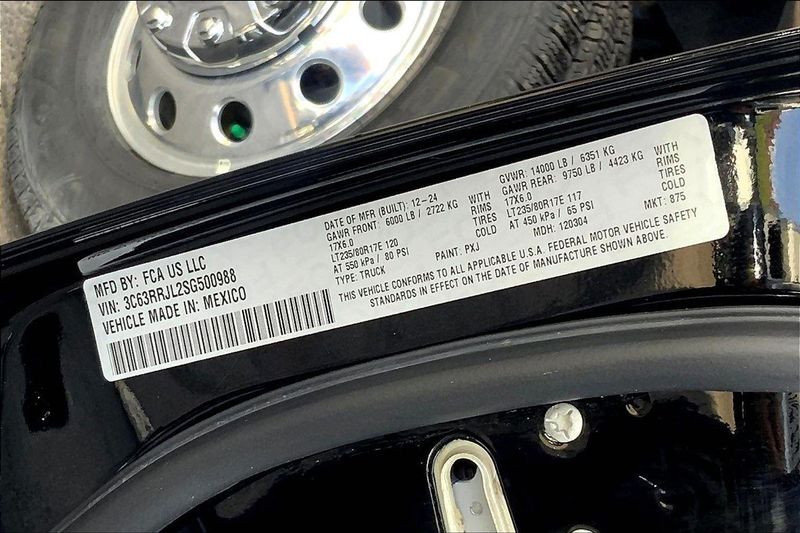 MFD BY: FCA US LLC
VIN: 3C63RRJL2SG500988
VEHICLE MADE IN: MEXICO
DATE OF MFR (BUILT): 12-24
GAWR FRONT: 6000 LB / 2722 KG WITH
17X6.0 RIMS
LT235/80R17E 120 TIRES
AT 550 kPa / 80 PSI COLD
TYPE: TRUCK PAINT: PXJ
GVWR: 14000 LB / 6351 KG
GAWR REAR: 9750 LB / 4423 KG WITH
17X6.0 RIMS
LT235/80R17E 117 TIRES
AT 450 kPa / 65 PSI COLD
MDH: 120304 MKT: 875
THIS VEHICLE CONFORMS TO ALL APPLICABLE U.S.A. FEDERAL MOTOR VEHICLE SAFETY
STANDARDS IN EFFECT ON THE DATE OF MANUFACTURE SHOWN ABOVE.